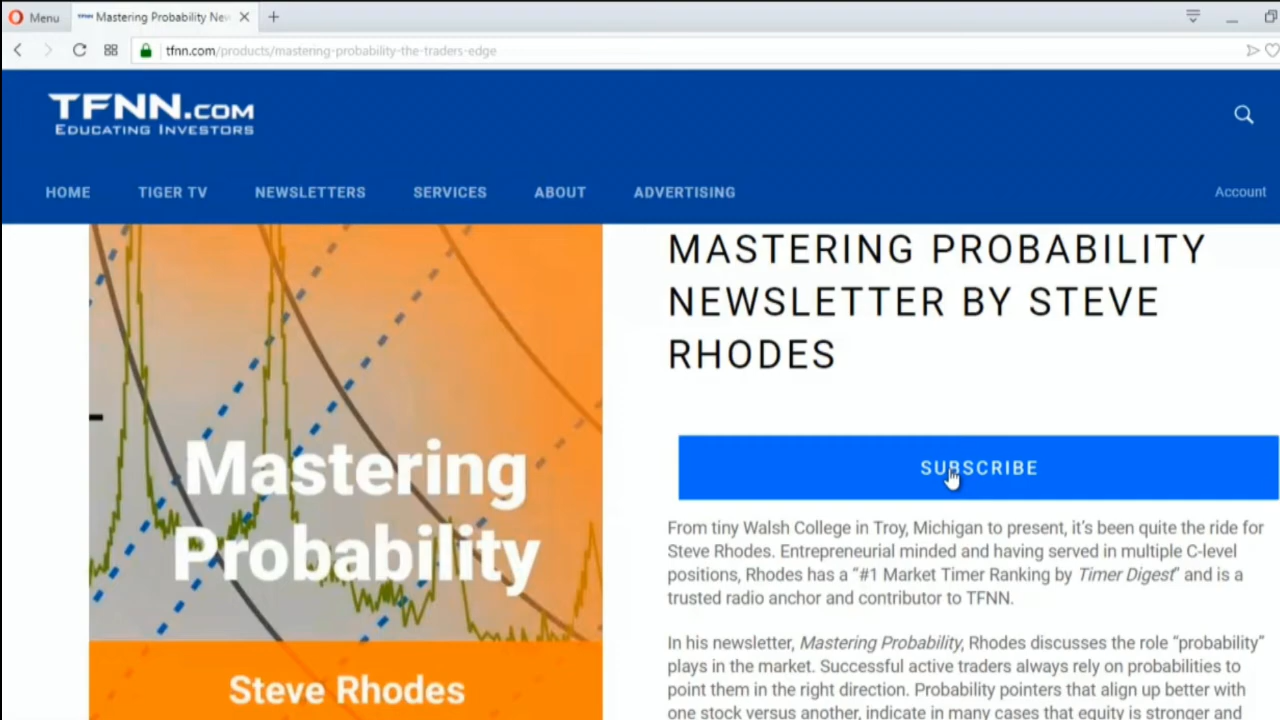 Menu
Mastering Probability New
tfnn.com/products/mastering-probability-the-traders-edge
TFNN.COM
EDUCATING INVESTORS
HOME TIGER TV NEWSLETTERS SERVICES ABOUT ADVERTISING Account
Mastering
Probability
Steve Rhodes
MASTERING PROBABILITY
NEWSLETTER BY STEVE
RHODES
SUBSCRIBE
From tiny Walsh College in Troy, Michigan to present, it's been quite the ride for
Steve Rhodes. Entrepreneurial minded and having served in multiple C-level
positions, Rhodes has a “#1 Market Timer Ranking by Timer Digest” and is a
trusted radio anchor and contributor to TFNN.
In his newsletter, Mastering Probability, Rhodes discusses the role “probability”
plays in the market. Successful active traders always rely on probabilities to
point them in the right direction. Probability pointers that align up better with
one stock versus another, indicate in many cases that equity is stronger and